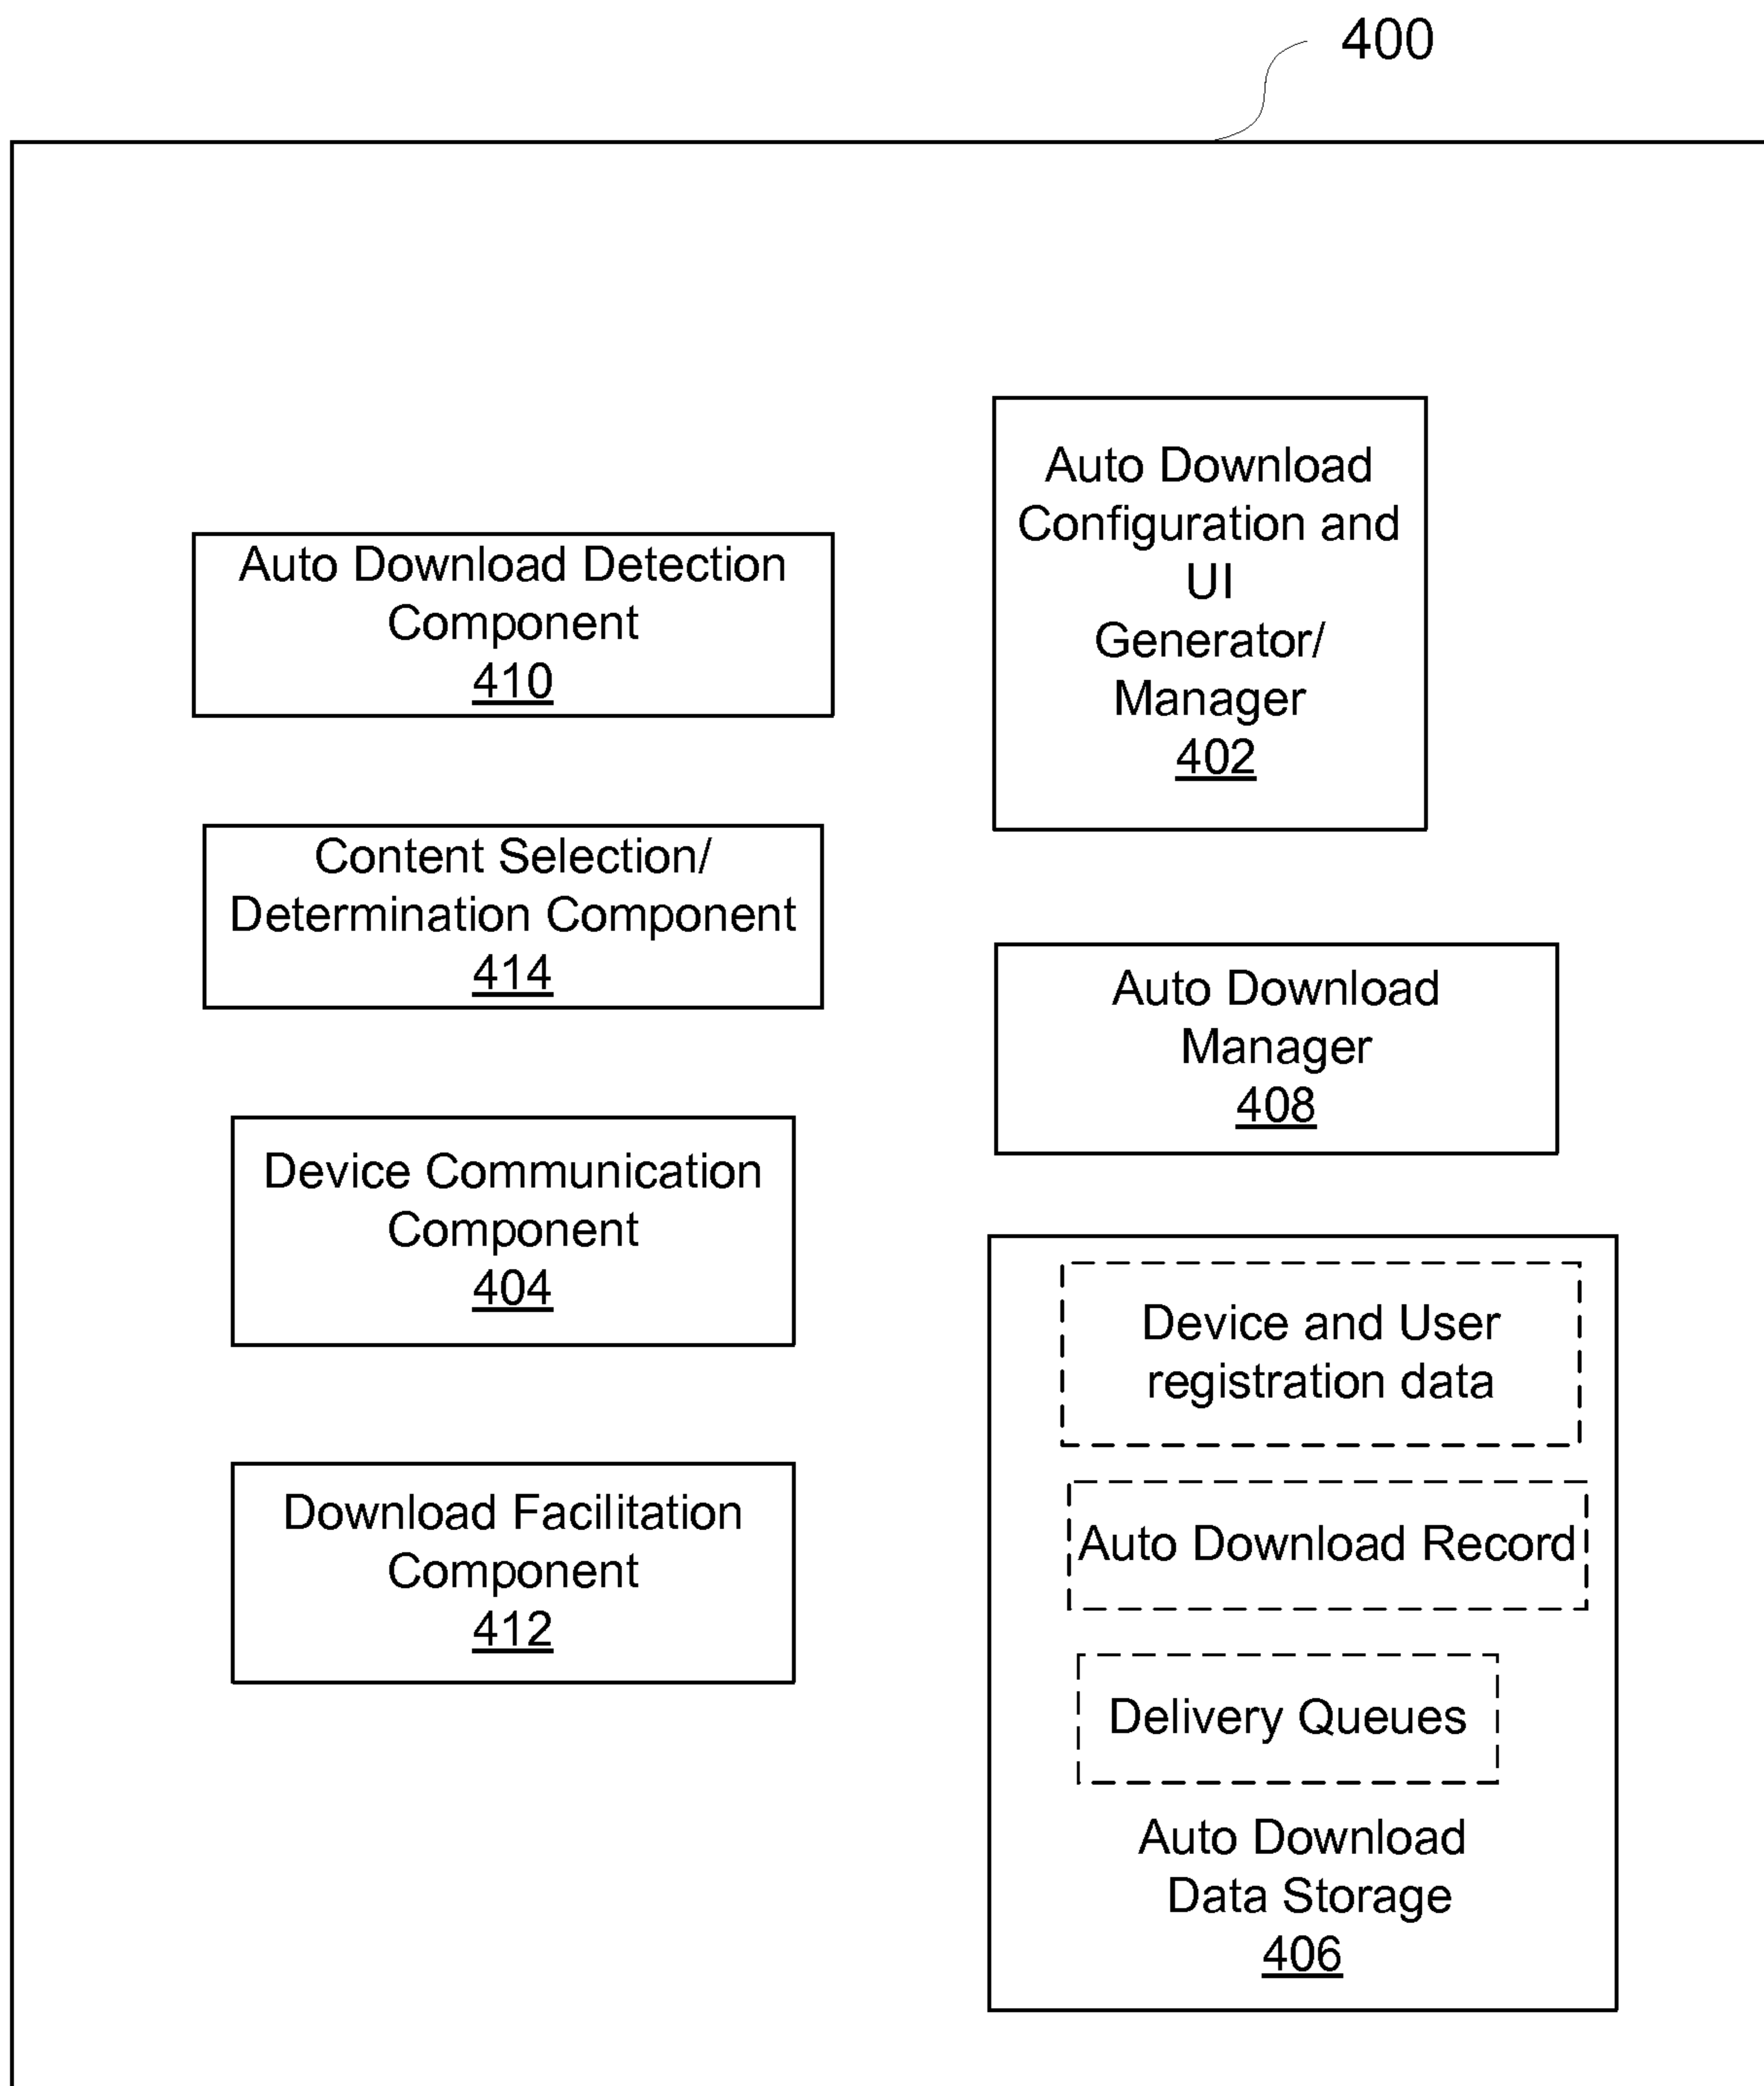 400
Auto Download Detection
Component
410
Content Selection/
Determination Component
414
Device Communication
Component
404
Download Facilitation
Component
412
Auto Download
Configuration and
UI
Generator/
Manager
402
Auto Download
Manager
408
Device and User
registration data
Auto Download Record
Delivery Queues
Auto Download
Data Storage
406